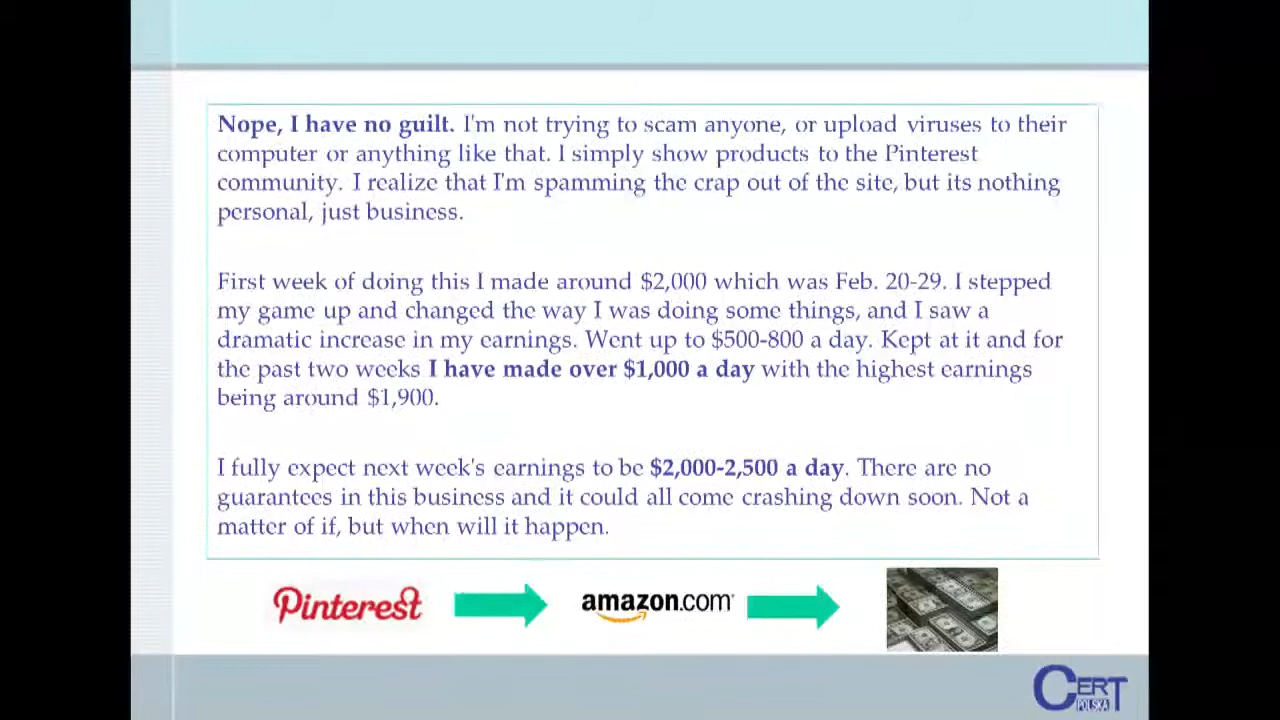 Nope, I have no guilt. I'm not trying to scam anyone, or upload viruses to their
computer or anything like that. I simply show products to the Pinterest
community. I realize that I'm spamming the crap out of the site, but its nothing
personal, just business.
First week of doing this I made around $2,000 which was Feb. 20-29. I stepped
my game up and changed the way I was doing some things, and I saw a
dramatic increase in my earnings. Went up to $500-800 a day. Kept at it and for
the past two weeks I have made over $1,000 a day with the highest earnings
being around $1,900.
I fully expect next week's earnings to be $2,000-2,500 a day. There are no
guarantees in this business and it could all come crashing down soon. Not a
matter of if, but when will it happen.
Pinterest amazon.com
CERT
POLSKA